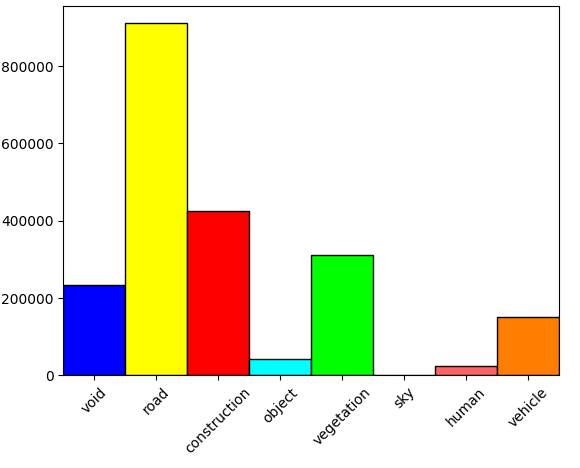 800000
600000
400000
200000
0
void
road
construction
object
vegetation
sky
human
vehicle